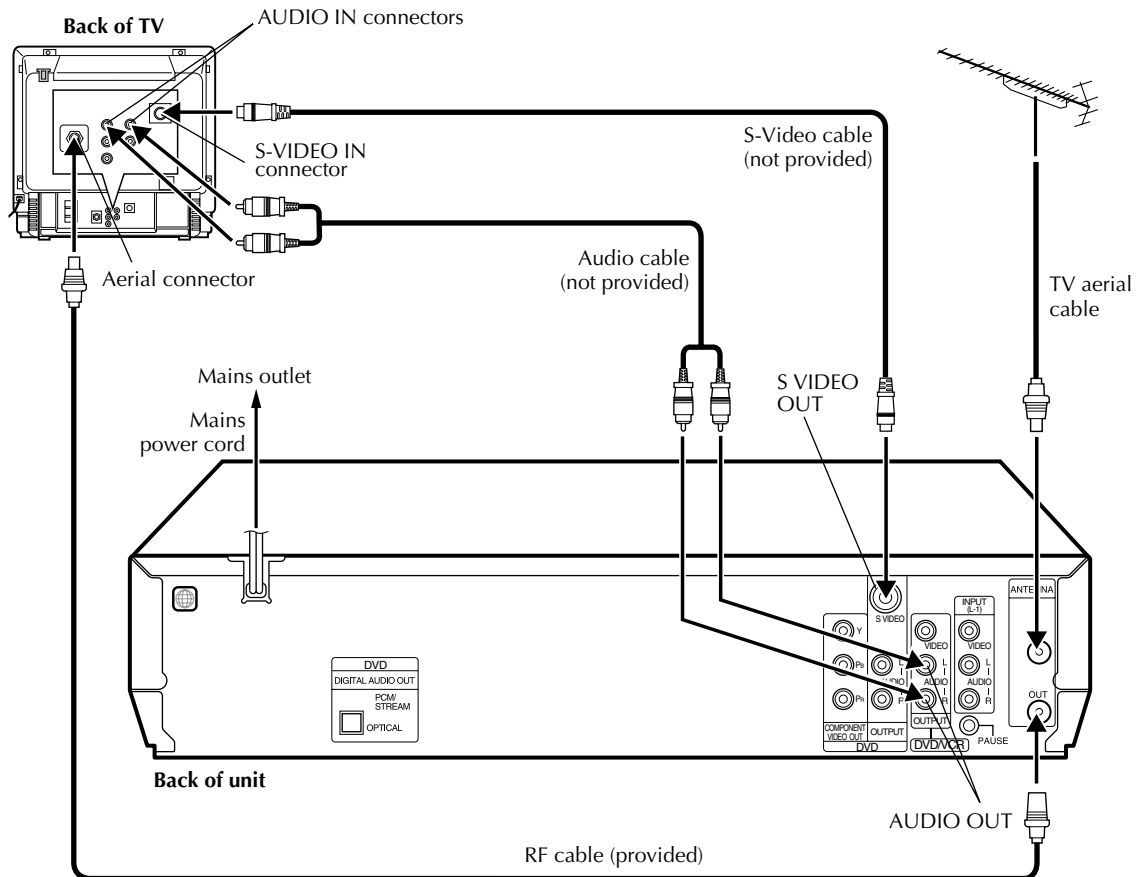 AUDIO IN connectors
Back of TV
S-VIDEO IN
connector
S-Video cable
(not provided)
Aerial connector
Audio cable
(not provided)
TV aerial
cable
Mains outlet
Mains
power cord
S VIDEO
OUT
ANTENNA
S VIDEO
INPUT
(L-1)
Y
VIDEO
VIDEO
DVD
DIGITAL AUDIO OUT
PCM/
STREAM
OPTICAL
PB
L
AUDIO
R
L
AUDIO
R
L
AUDIO
R
PR
OUT
COMPONENT
VIDEO OUT
OUTPUT
OUTPUT
PAUSE
DVD
DVD/VCR
Back of unit
AUDIO OUT
RF cable (provided)